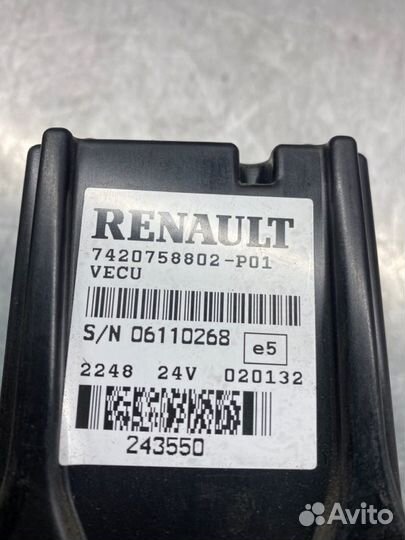 RENAULT
7420758802-P01
VECU
S/N 06110268 e5
2248 24V 020132
243550
Avito